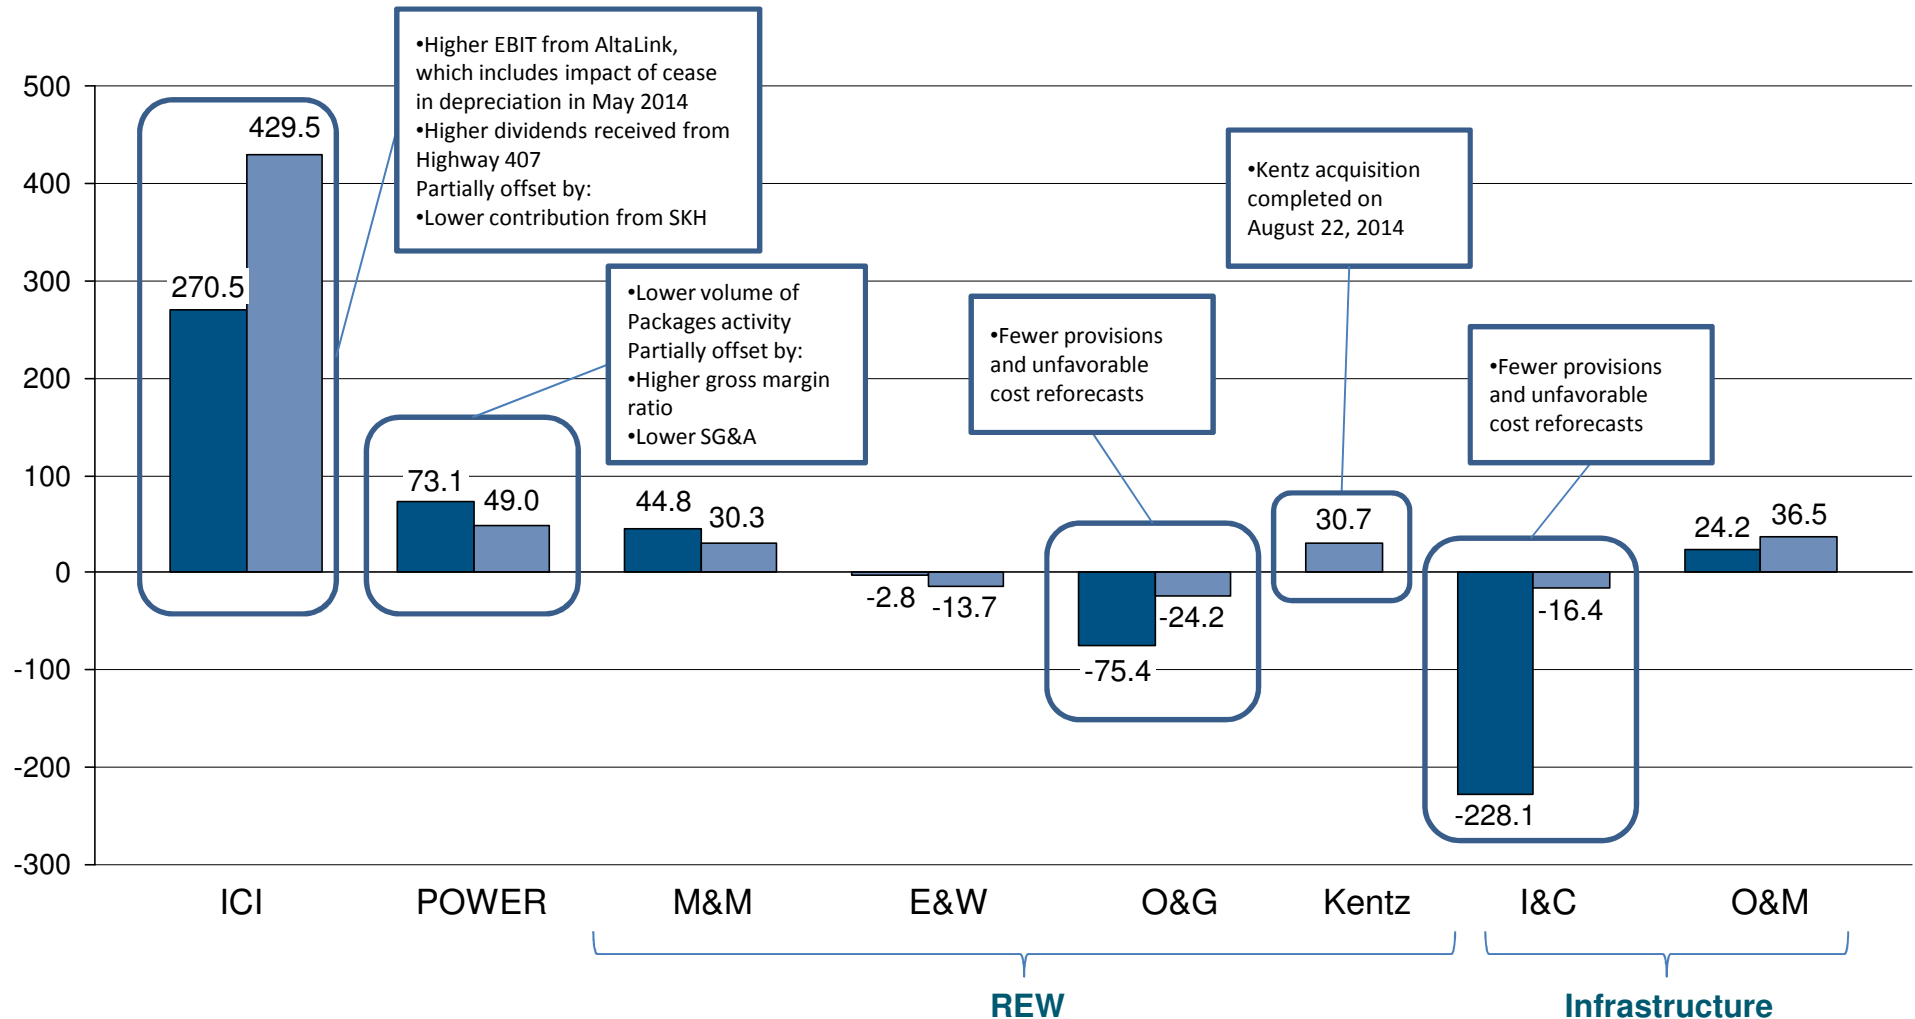 •Higher EBIT from AltaLink,
which includes impact of cease
in depreciation in May 2014
•Higher dividends received from
Highway 407
Partially offset by:
•Lower contribution from SKH
•Kentz acquisition
completed on
August 22, 2014
•Lower volume of
Packages activity
Partially offset by:
•Higher gross margin
ratio
•Lower SG&A
•Fewer provisions
and unfavorable
cost reforecasts
•Fewer provisions
and unfavorable
cost reforecasts
500
400
300
200
100
0
-100
-200
-300
270.5
429.5
73.1
49.0
44.8
30.3
-2.8
-13.7
-75.4
-24.2
30.7
-228.1
-16.4
24.2
36.5
ICI
POWER
M&M
E&W
O&G
Kentz
I&C
O&M
REW
Infrastructure